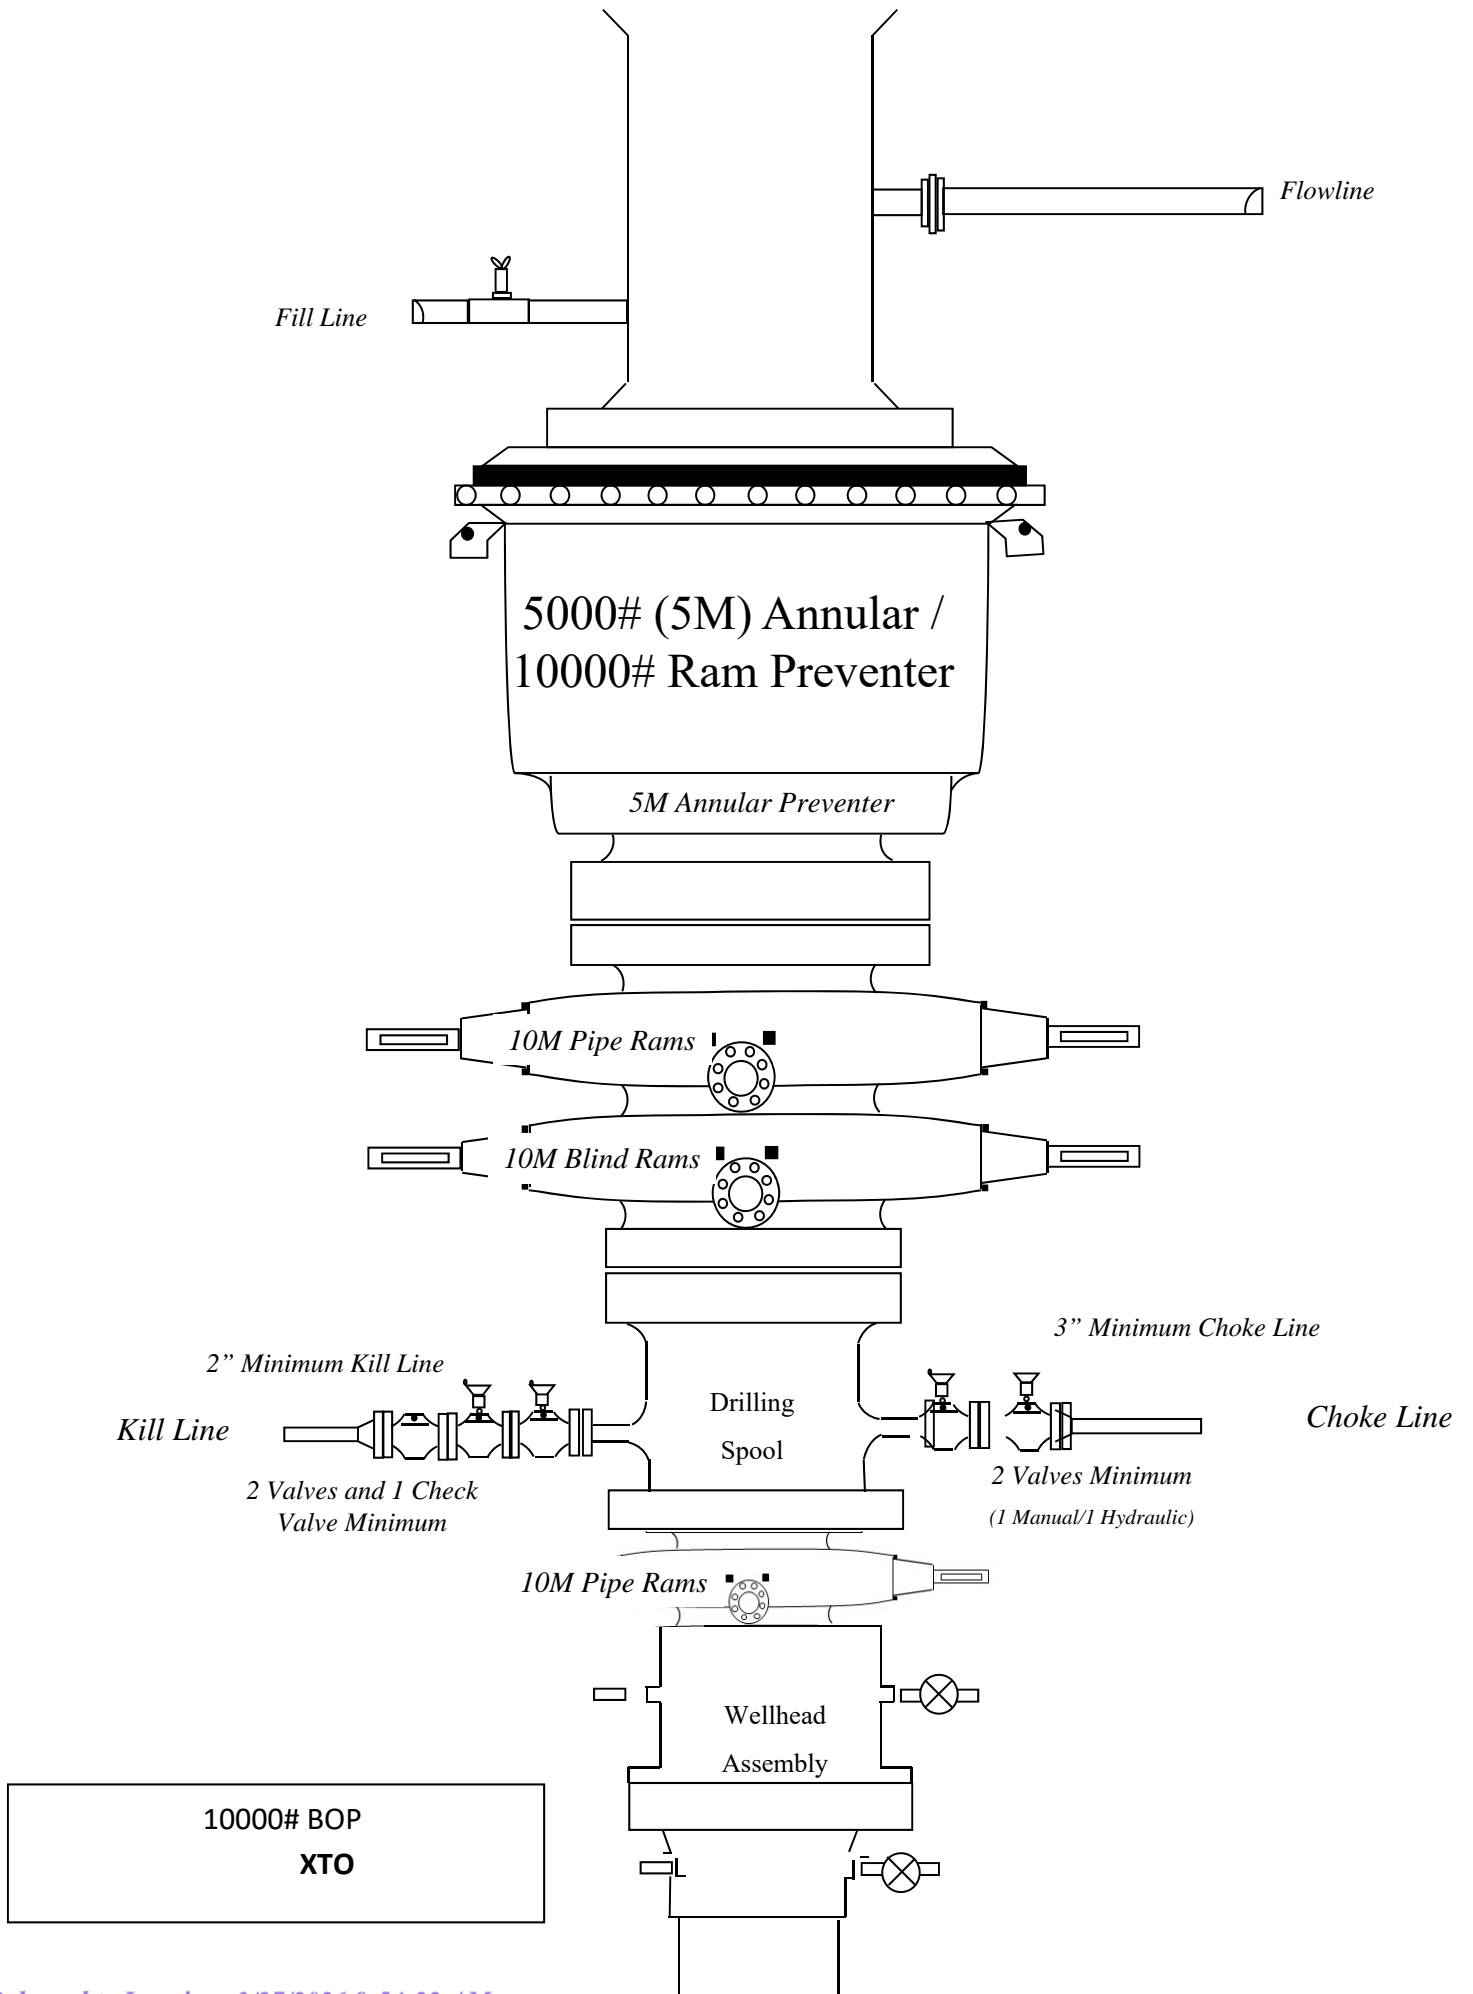 Flowline
Fill Line
5000# (5M) Annular /
10000# Ram Preventer
5M Annular Preventer
10M Pipe Rams
10M Blind Rams
3” Minimum Choke Line
2” Minimum Kill Line
Drilling
Spool
Kill Line
Choke Line
2 Valves and 1 Check
Valve Minimum
2 Valves Minimum
(1 Manual/1 Hydraulic)
10M Pipe Rams
Wellhead
Assembly
10000# BOP
XTO